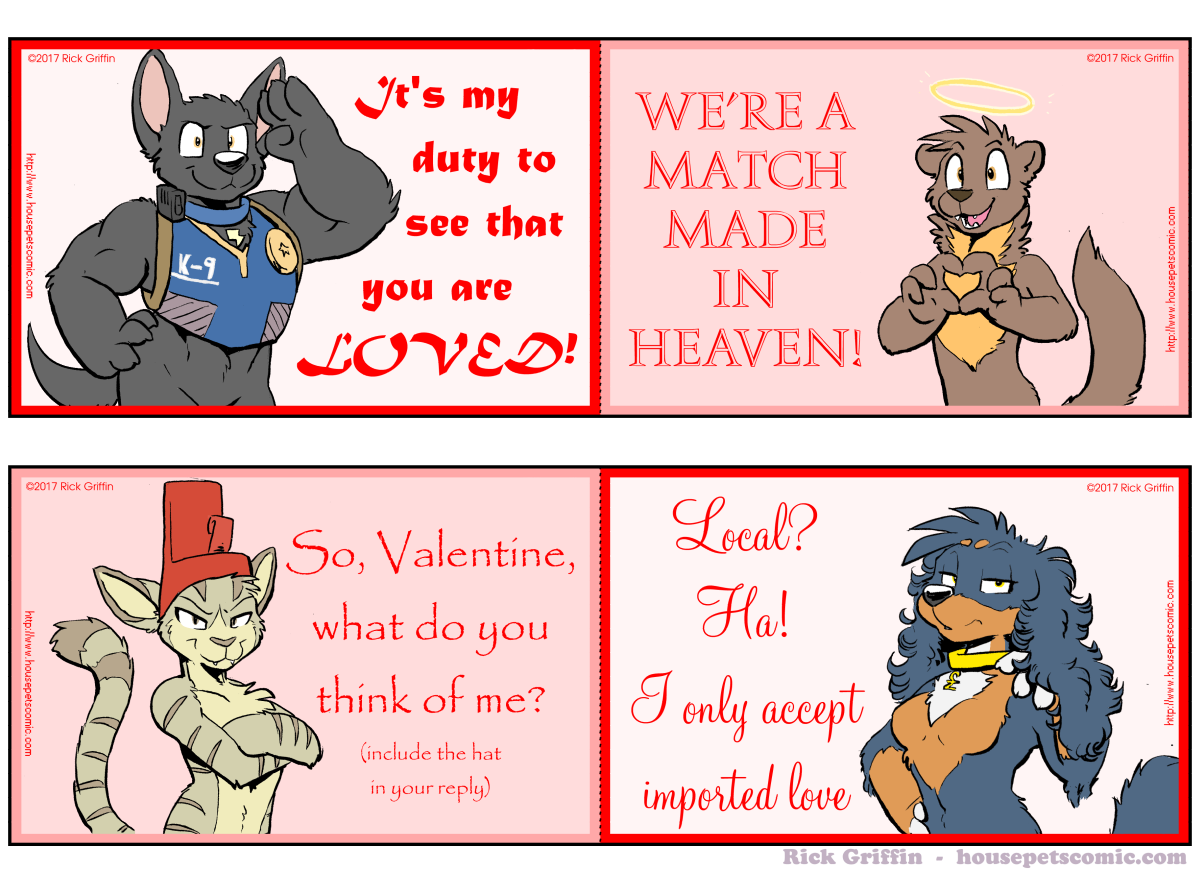 ©2017 Rick Griffin
http://www.housepetscomic.com
K-9
It's my
duty to
see that
you are
LOVED!
©2017 Rick Griffin
http://www.housepetscomic.com
WE'RE A
MATCH
MADE
IN
HEAVEN!
©2017 Rick Griffin
http://www.housepetscomic.com
So, Valentine,
what do you
think of me?
(include the hat
in your reply)
©2017 Rick Griffin
http://www.housepetscomic.com
Local?
Ha!
I only accept
imported love
Rick Griffin - housepetscomic.com